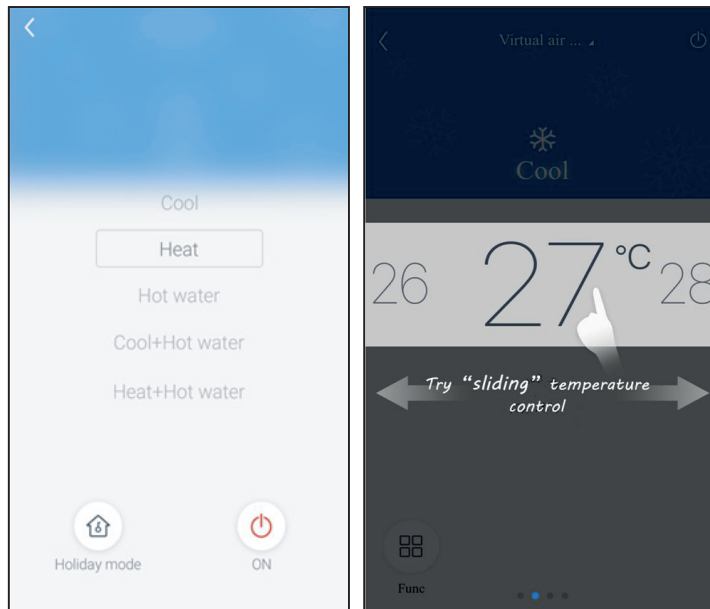 Cool
Heat
Hot water
Cool+Hot water
Heat+Hot water
Holiday mode
ON
Virtual air ...
Cool
26
27°C
28
Try “sliding” temperature
control
Func